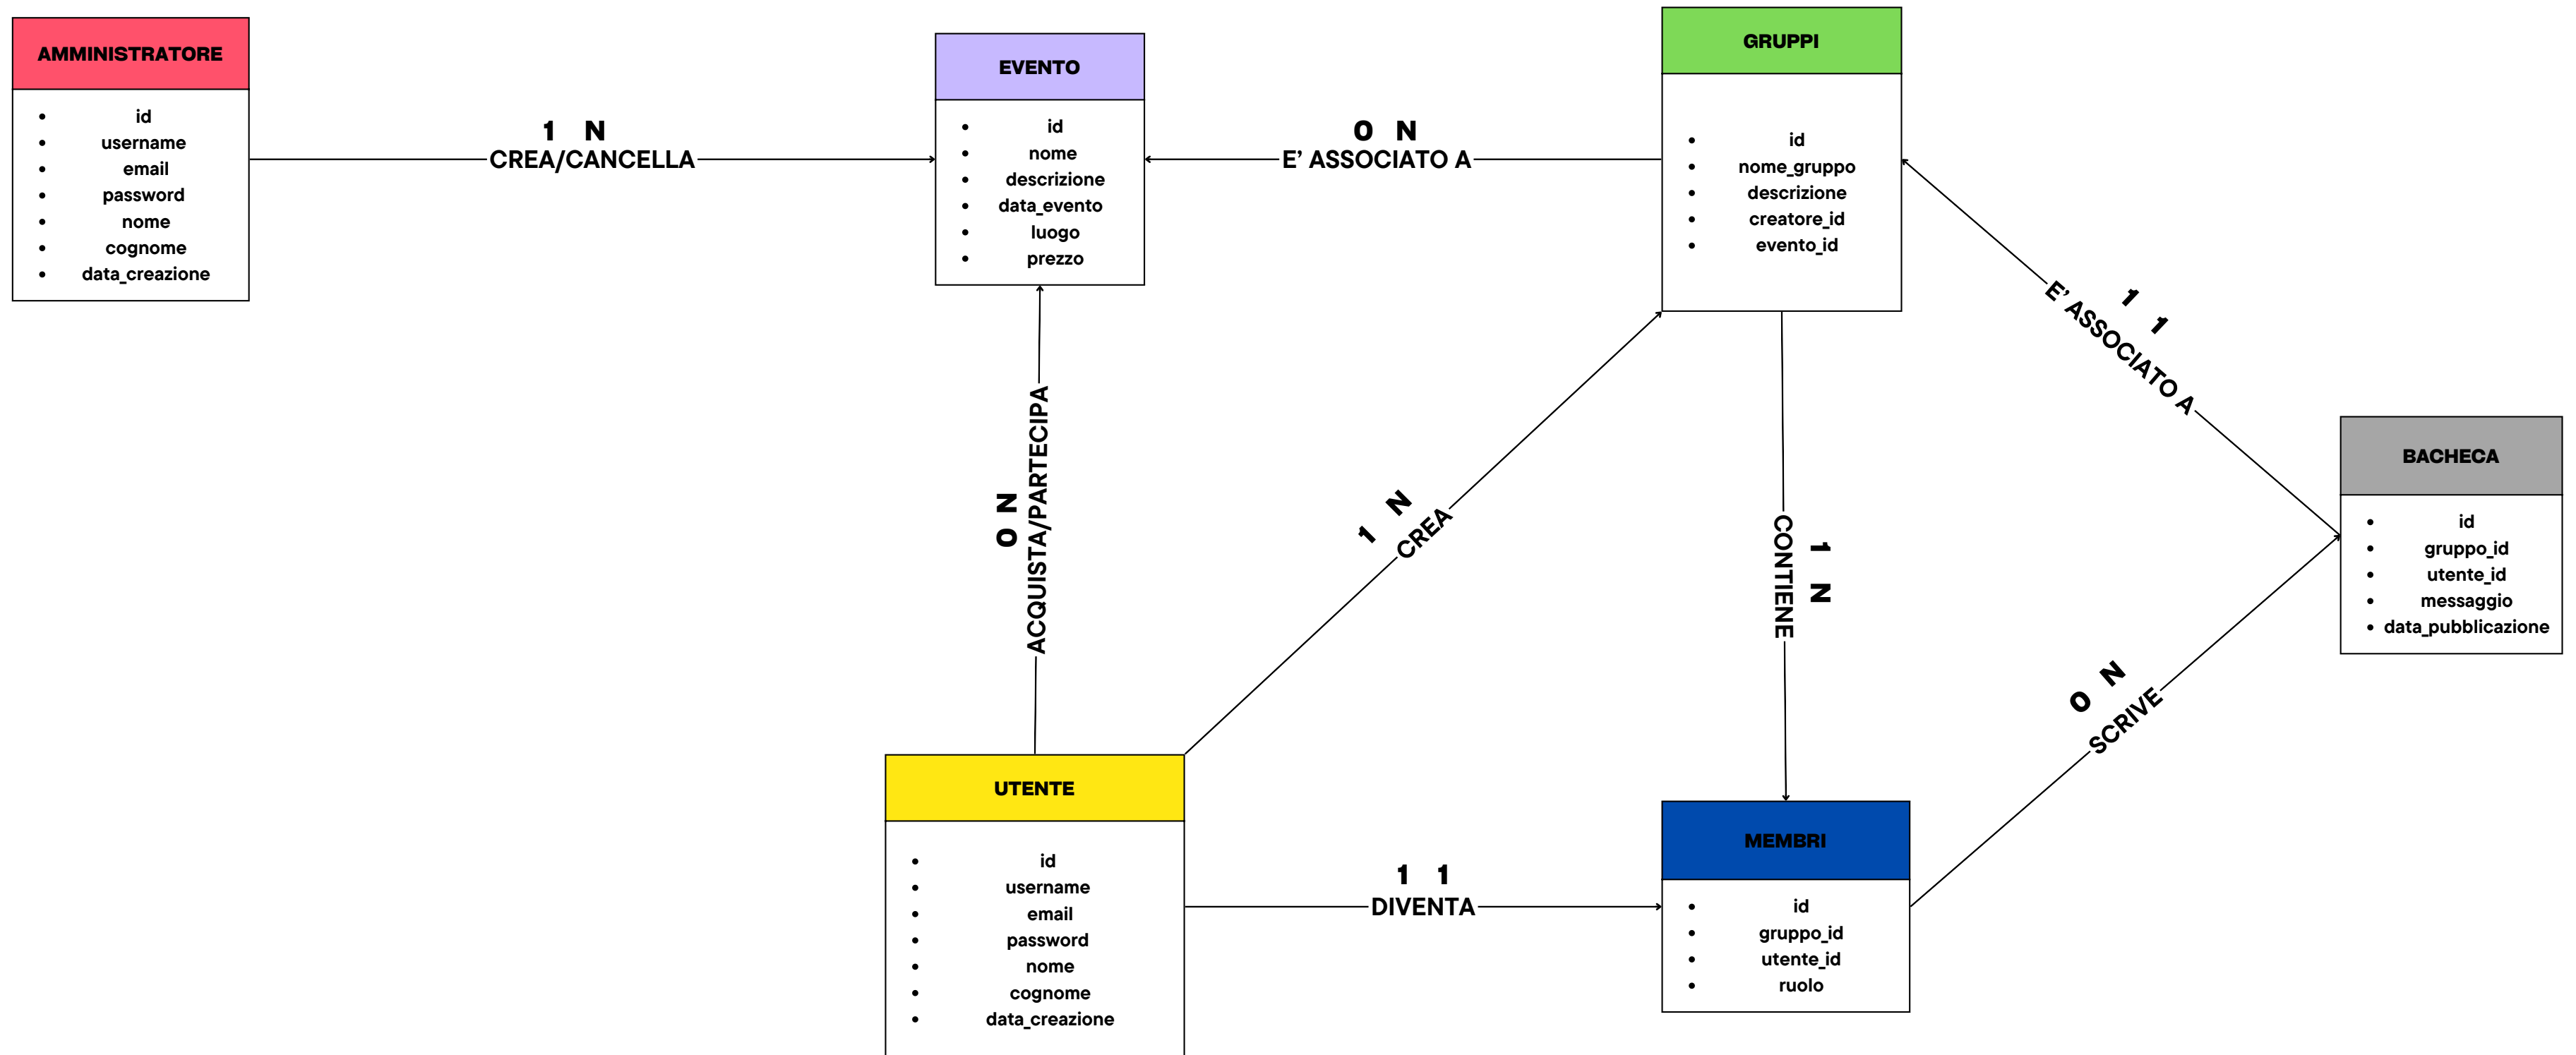 AMMINISTRATORE
id
username
email
password
nome
cognome
data_creazione
1 N
CREA/CANCELLA
EVENTO
id
nome
descrizione
data_evento
luogo
prezzo
0 N
E' ASSOCIATO A
GRUPPI
id
nome_gruppo
descrizione
creatore_id
evento_id
1 1
E' ASSOCIATO A
BACHECA
id
gruppo_id
utente_id
messaggio
data_pubblicazione
0 N
ACQUISTA/PARTECIPA
1 N
CREA
1 N
CONTIENE
0 N
SCRIVE
UTENTE
id
username
email
password
nome
cognome
data_creazione
1 1
DIVENTA
MEMBRI
id
gruppo_id
utente_id
ruolo